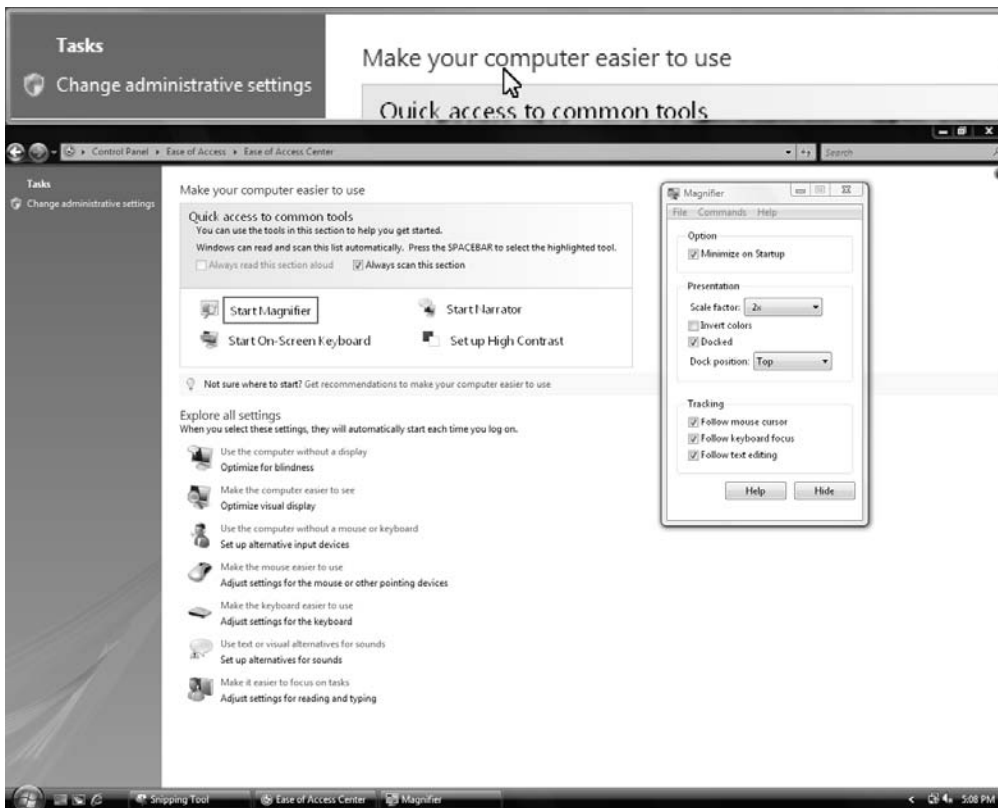 Tasks
Change administrative settings
Make your computer easier to use
Quick access to common tools
Control Panel
Ease of Access
Ease of Access Center
Search
Tasks
Change administrative settings
Make your computer easier to use
Quick access to common tools
You can use the tools in this section to help you get started.
Windows can read and scan this list automatically. Press the SPACEBAR to select the highlighted tool.
Always read this section aloud
Always scan this section
Start Magnifier
Start Narrator
Start On-Screen Keyboard
Set up High Contrast
Not sure where to start? Get recommendations to make your computer easier to use
Explore all settings
When you select these settings, they will automatically start each time you log on.
Use the computer without a display
Optimize for blindness
Make the computer easier to see
Optimize visual display
Use the computer without a mouse or keyboard
Set up alternative input devices
Make the mouse easier to use
Adjust settings for the mouse or other pointing devices
Make the keyboard easier to use
Adjust settings for the keyboard
Use text or visual alternatives for sounds
Set up alternatives for sounds
Make it easier to focus on tasks
Adjust settings for reading and typing
Magnifier
File Commands Help
Option
Minimize on Startup
Presentation
Scale factor: 2x
Invert colors
Docked
Dock position: Top
Tracking
Follow mouse cursor
Follow keyboard focus
Follow text editing
Help
Hide
Snipping Tool
Ease of Access Center
Magnifier
5:08 PM